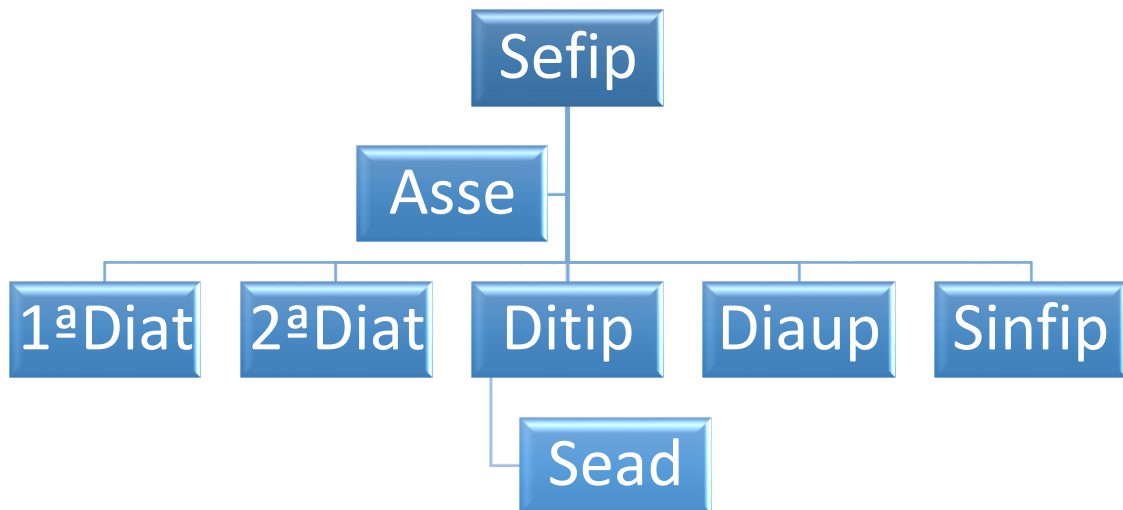 Sefip
Asse
1ªDiat
2ªDiat
Ditip
Diaup
Sinfip
Sead